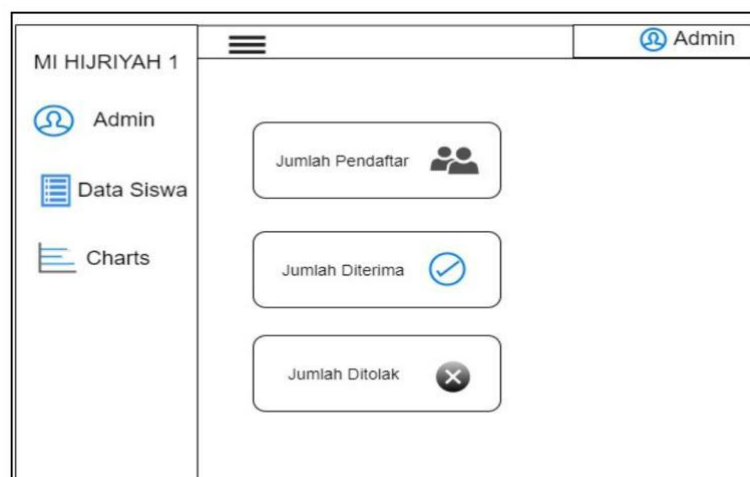 MI HIJRIYAH 1
Admin
Data Siswa
Charts
Admin
Jumlah Pendaftar
Jumlah Diterima
Jumlah Ditolak